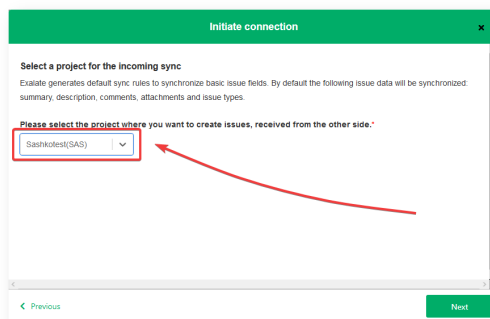 Initiate connection
Select a project for the incoming sync
Exalate generates default sync rules to synchronize basic issue fields. By default the following issue data will be synchronized:
summary, description, comments, attachments and issue types.
Please select the project where you want to create issues, received from the other side.*
Sashkotest(SAS)
Previous
Next